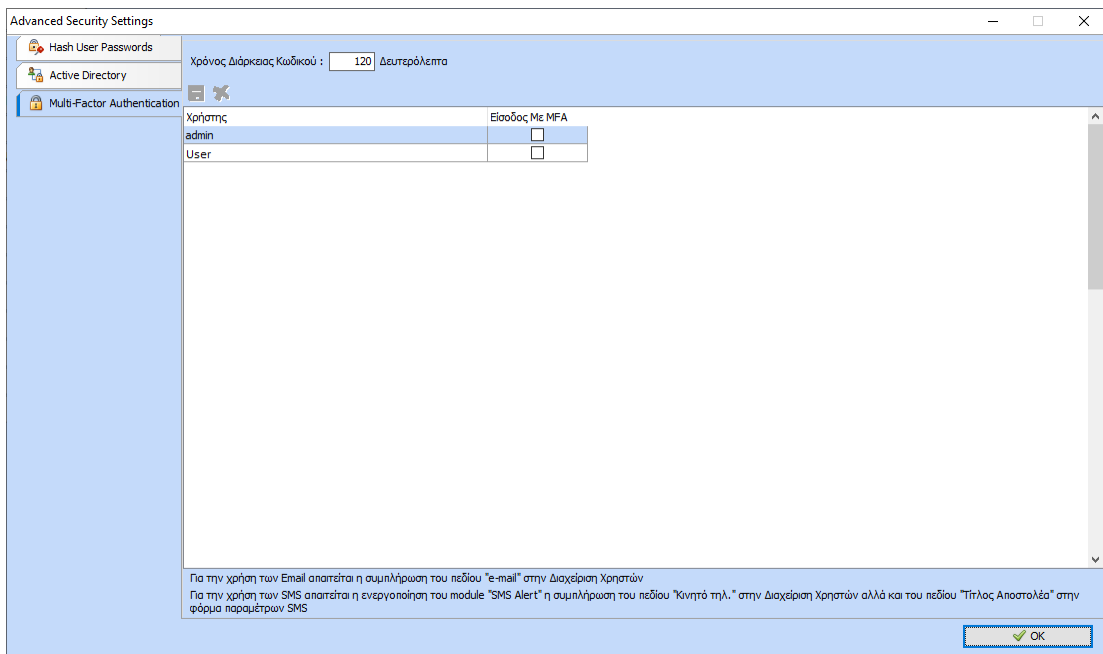 Advanced Security Settings
Hash User Passwords
Active Directory
Multi-Factor Authentication
Χρόνος Διάρκειας Κωδικού : 120 Δευτερόλεπτα
Χρήστης Είσοδος Με MFA
admin
User
Για την χρήση των Email απαιτείται η συμπλήρωση του πεδίου "e-mail" στην Διαχείριση Χρηστών
Για την χρήση των SMS απαιτείται η ενεργοποίηση του module "SMS Alert" η συμπλήρωση του πεδίου "Κινητό τηλ." στην Διαχείριση Χρηστών αλλά και του πεδίου "Τίτλος Αποστολέα" στην
φόρμα παραμέτρων SMS
OK